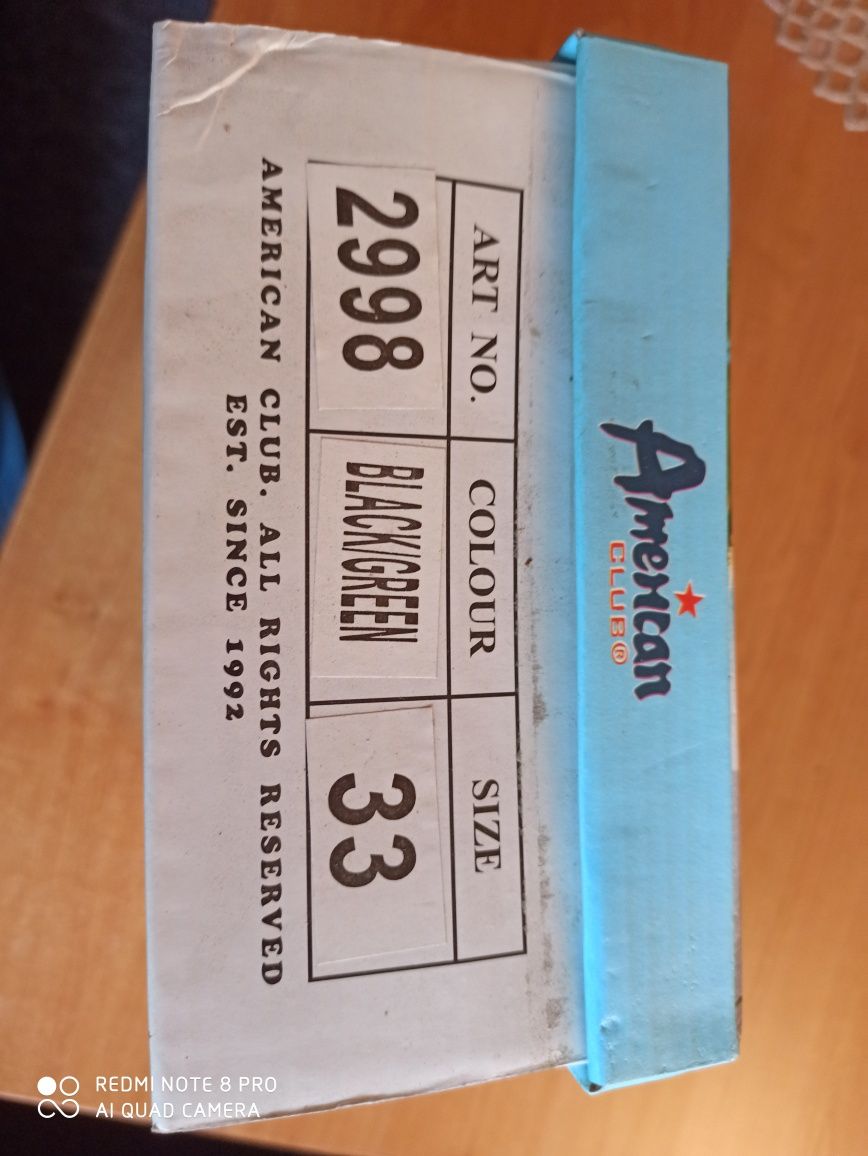 American
CLUB®
ART NO. COLOUR SIZE
2998 BLACK/GREEN 33
AMERICAN CLUB. ALL RIGHTS RESERVED
EST. SINCE 1992
REDMI NOTE 8 PRO
AI QUAD CAMERA